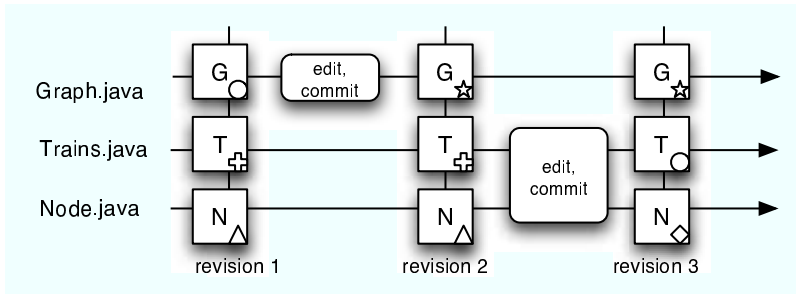 Graph.java
G
edit,
commit
G
G
Trains.java
T
T
edit,
commit
T
Node.java
N
N
N
revision 1
revision 2
revision 3